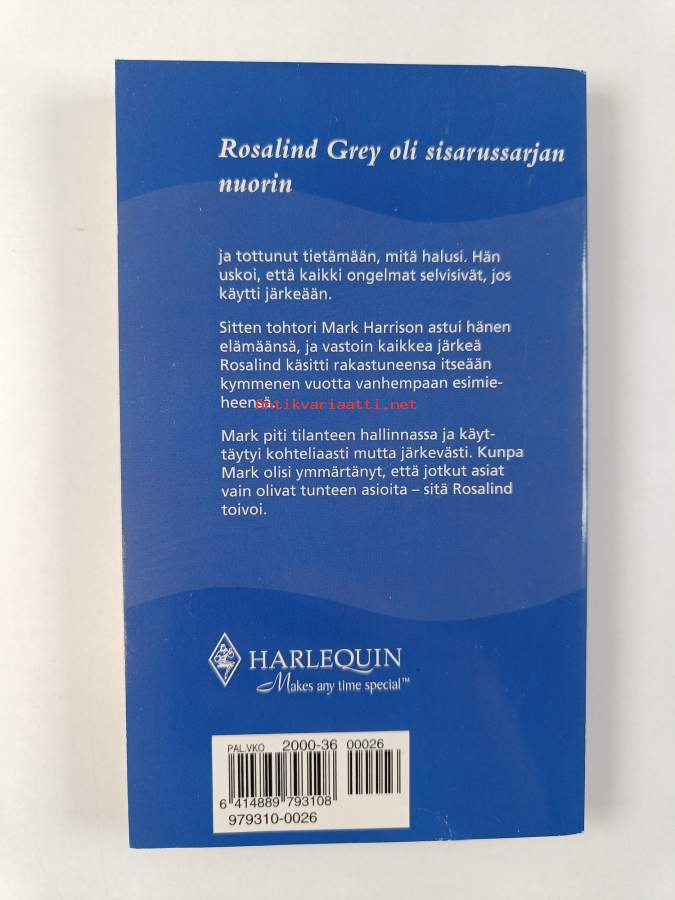 Rosalind Grey oli sisarussarjan
nuorin
ja tottunut tietämään, mitä halusi. Hän
uskoi, että kaikki ongelmat selvisivät, jos
käytti järkeään.
Sitten tohtori Mark Harrison astui hänen
elämäänsä, ja vastoin kaikkea järkeä
Rosalind käsitti rakastuneensa itseään
kymmenen vuotta vanhempaan esimie-
heensä.
Antikvariaatti.net
Mark piti tilanteen hallinnassa ja käyt-
täytyi kohteliaasti mutta järkevästi. Kunpa
Mark olisi ymmärtänyt, että jotkut asiat
vain olivat tunteen asioita – sitä Rosalind
toivoi.
HARLEQUIN
Makes any time special™
PAL.VKO 2000-36 00026
6 414889 793108
979310-0026